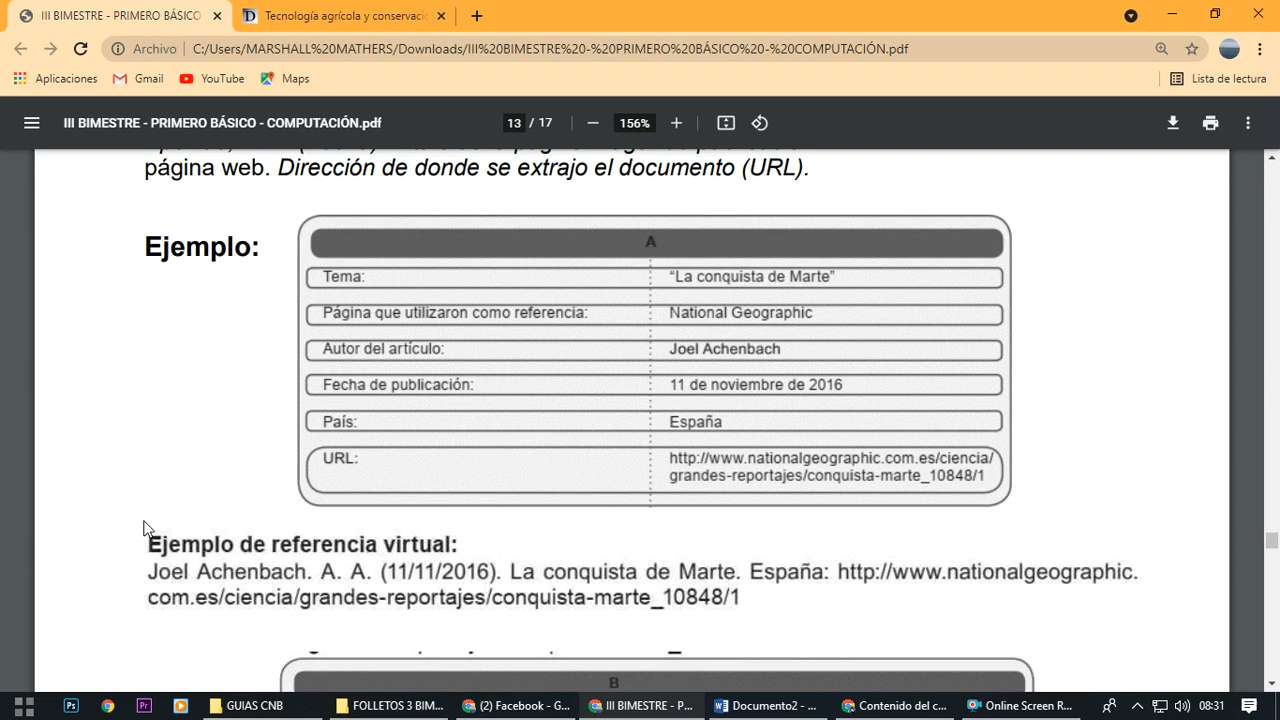 III BIMESTRE - PRIMERO BÁSICO
Tecnología agrícola y conservació
Archivo
C:/Users/MARSHALL%20MATHERS/Downloads/III%20BIMESTRE%20-%20PRIMERO%20BÁSICO%20-%20COMPUTACIÓN.pdf
Aplicaciones Gmail YouTube Maps Lista de lectura
III BIMESTRE - PRIMERO BÁSICO - COMPUTACIÓN.pdf 13 / 17 156%
página web. Dirección de donde se extrajo el documento (URL).
Ejemplo:
A
Tema: “La conquista de Marte”
Página que utilizaron como referencia: National Geographic
Autor del artículo: Joel Achenbach
Fecha de publicación: 11 de noviembre de 2016
País: España
URL: http://www.nationalgeographic.com.es/ciencia/
grandes-reportajes/conquista-marte_10848/1
Ejemplo de referencia virtual:
Joel Achenbach. A. A. (11/11/2016). La conquista de Marte. España: http://www.nationalgeographic.
com.es/ciencia/grandes-reportajes/conquista-marte_10848/1
B
Ps Pr GUIAS CNB FOLLETOS 3 BIM... (2) Facebook - G... III BIMESTRE - P... Documento2 - ... Contenido del c... Online Screen R... 08:31